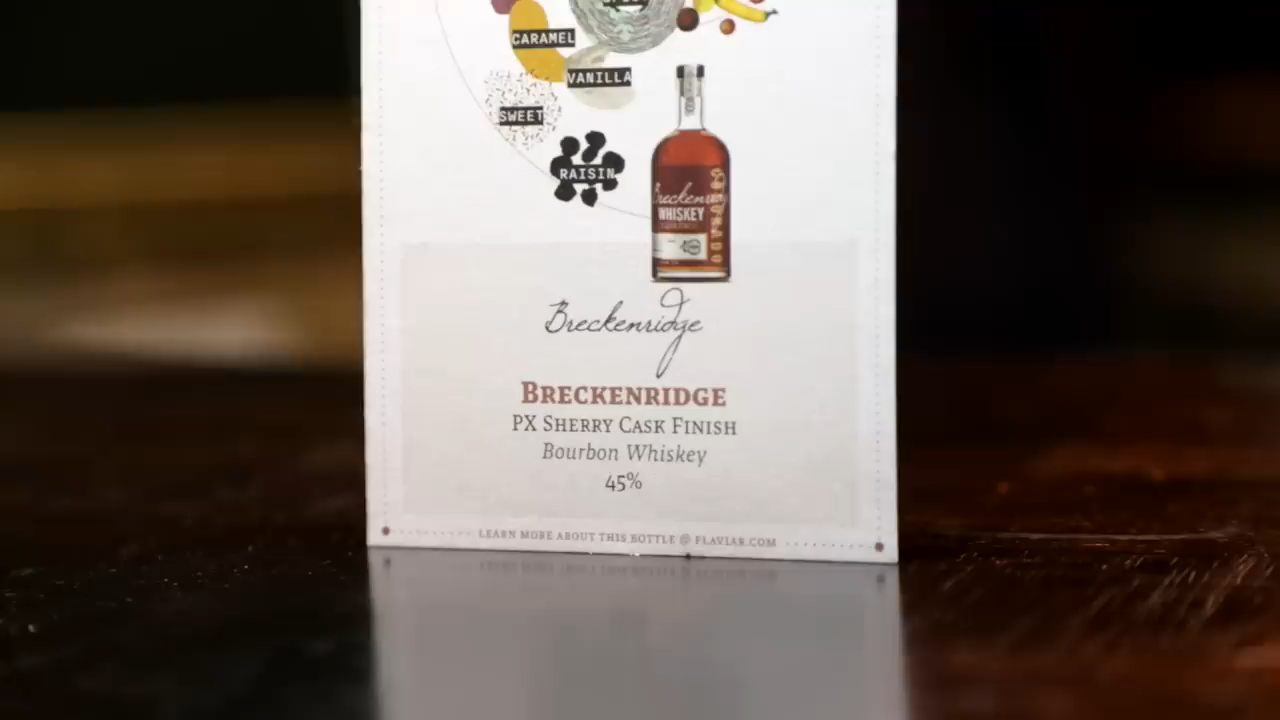 CARAMEL
VANILLA
SWEET
RAISIN
Breckenridge
WHISKEY
Breckenridge
BRECKENRIDGE
PX SHERRY CASK FINISH
Bourbon Whiskey
45%
LEARN MORE ABOUT THIS BOTTLE @ FLAVIAR.COM